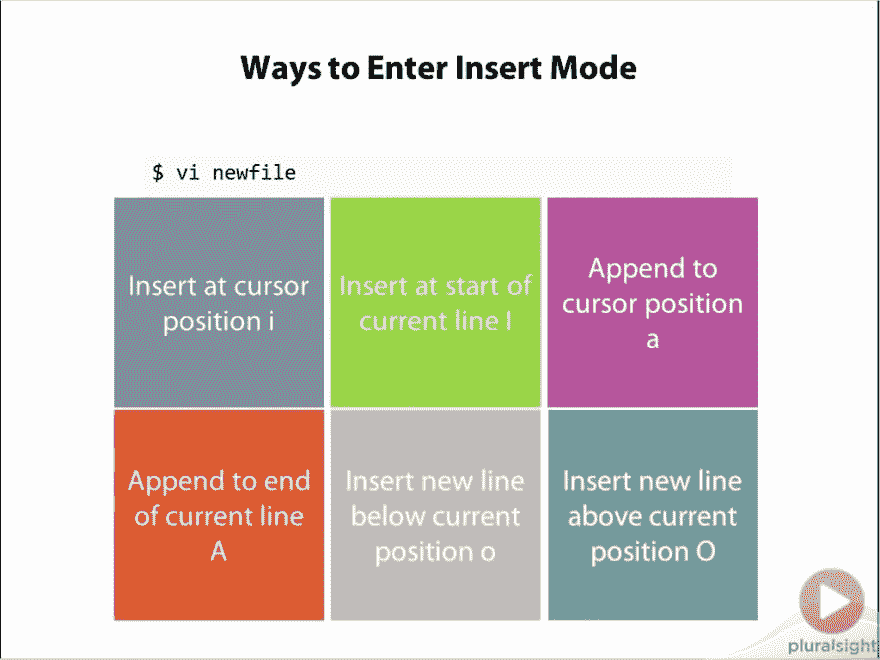 Ways to Enter Insert Mode
$ vi newfile
Insert at cursor
position i
Insert at start of
current line I
Append to
cursor position
a
Append to end
of current line
A
Insert new line
below current
position o
Insert new line
above current
position O
pluralsight